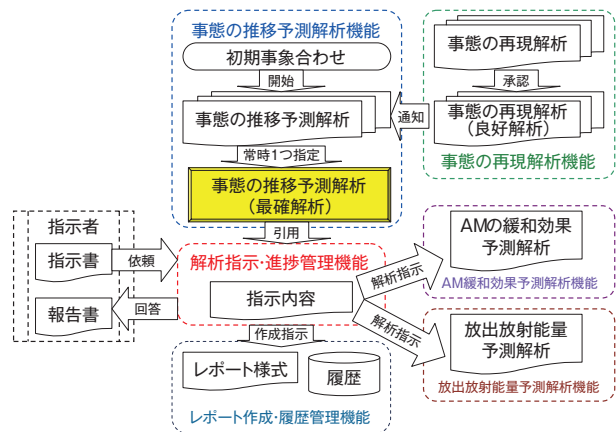 事態の推移予測解析機能
初期事象合わせ
開始
事態の推移予測解析
常時1つ指定
事態の推移予測解析
(最確解析)
引用
事態の再現解析
承認
事態の再現解析
(良好解析)
通知
事態の再現解析機能
指示者
指示書
依頼
報告書
回答
解析指示・進捗管理機能
指示内容
作成指示
解析指示
解析指示
AMの緩和効果
予測解析
AM緩和効果予測解析機能
放出放射能量
予測解析
放出放射能量予測解析機能
レポート様式
履歴
レポート作成・履歴管理機能